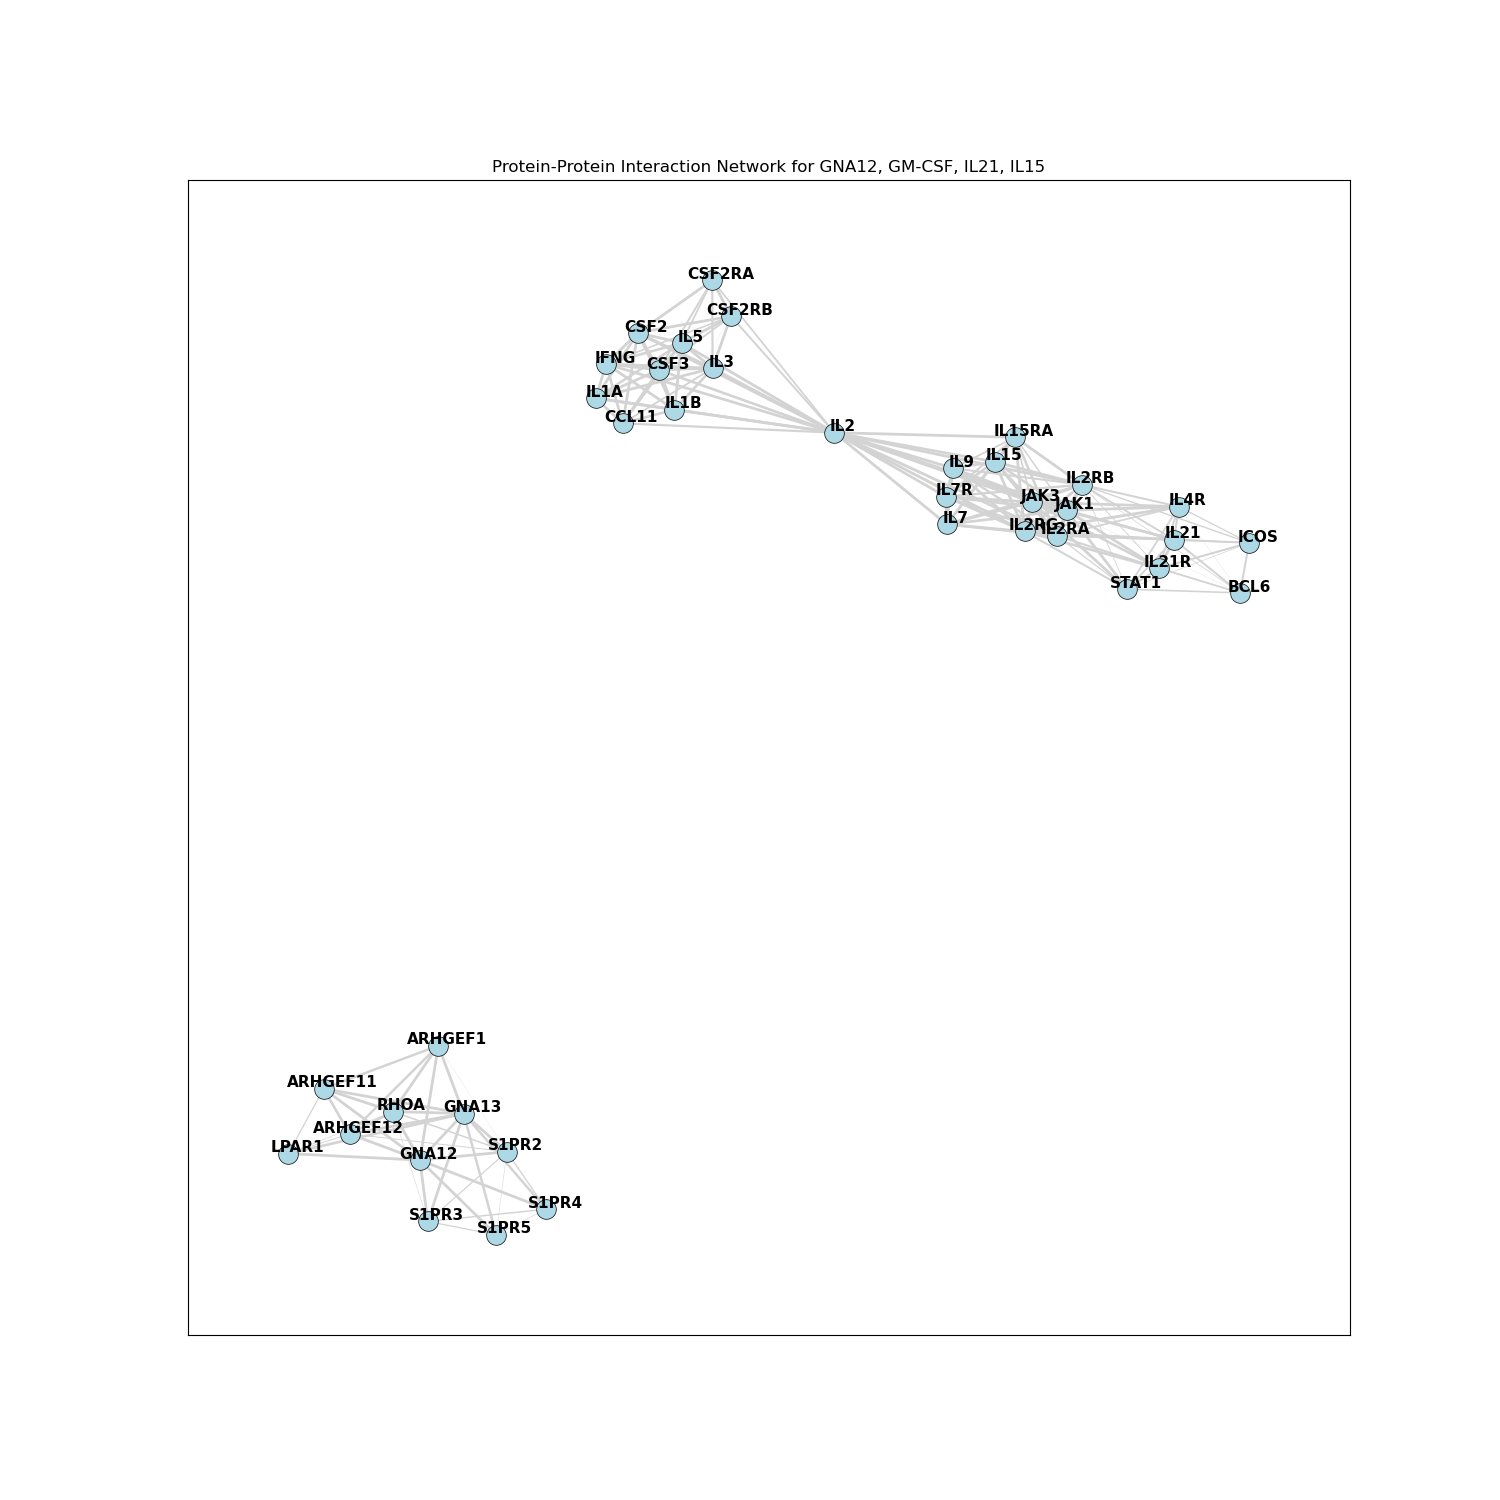 Protein-Protein Interaction Network for GNA12, GM-CSF, IL21, IL15
CSF2RA
CSF2RB
CSF2
IL5
IFNG
CSF3
IL3
IL1A
IL1B
CCL11
IL2
IL15RA
IL15
IL9
IL2RB
IL7R
JAK3
JAK1
IL4R
IL7
IL2RG
IL2RA
IL21
ICOS
IL21R
STAT1
BCL6
ARHGEF1
ARHGEF11
RHOA
GNA13
ARHGEF12
LPAR1
GNA12
S1PR2
S1PR4
S1PR3
S1PR5